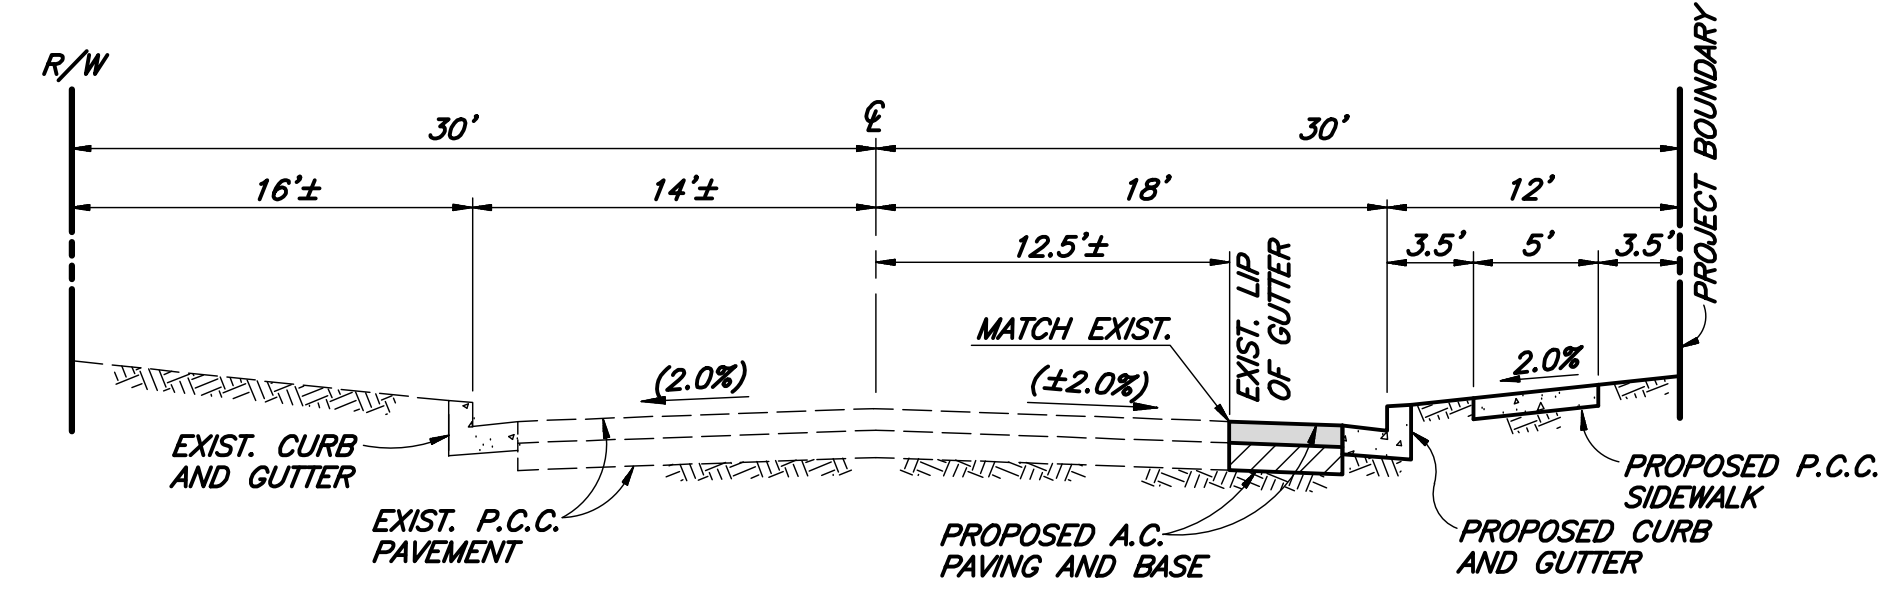 R/W
℄
PROJECT BOUNDARY
30'
30'
16'±
14'±
18'
12'
12.5'±
3.5'
5'
3.5'
EXIST. LIP
OF GUTTER
MATCH EXIST.
(2.0%)
(±2.0%)
2.0%
EXIST. CURB
AND GUTTER
EXIST. P.C.C.
PAVEMENT
PROPOSED A.C.
PAVING AND BASE
PROPOSED P.C.C.
SIDEWALK
PROPOSED CURB
AND GUTTER